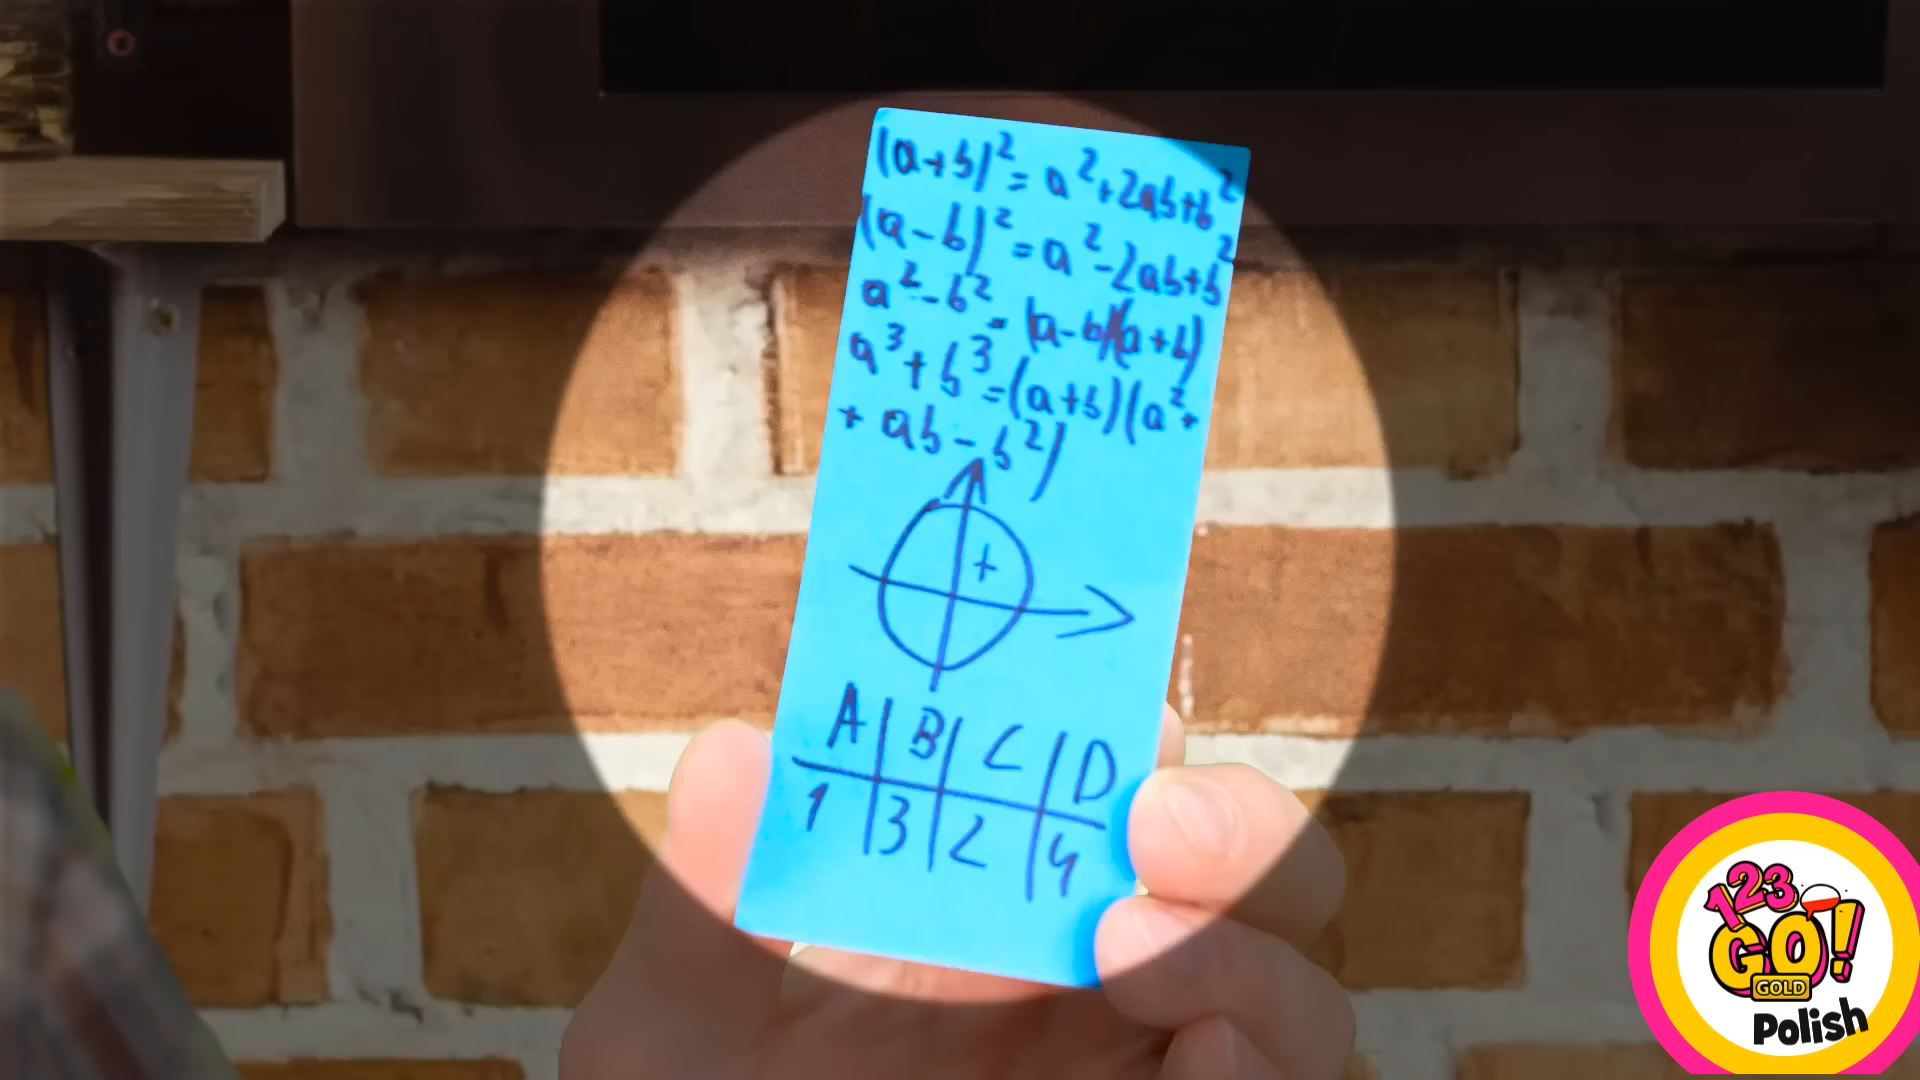 (a+b)²= a²+2ab+b²
(a-b)²=a²-2ab+b²
a²-b²=(a-b)(a+b)
a³+b³=(a+b)(a²+
+ab-b²)
+
A|B|C|D
1|3|2|4
123
GO!
GOLD
Polish